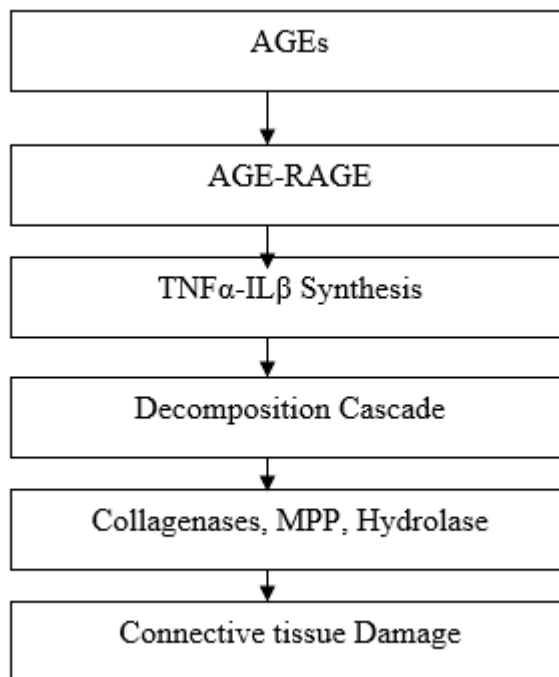 AGEs
AGE-RAGE
TNFα-ILβ Synthesis
Decomposition Cascade
Collagenases, MPP, Hydrolase
Connective tissue Damage